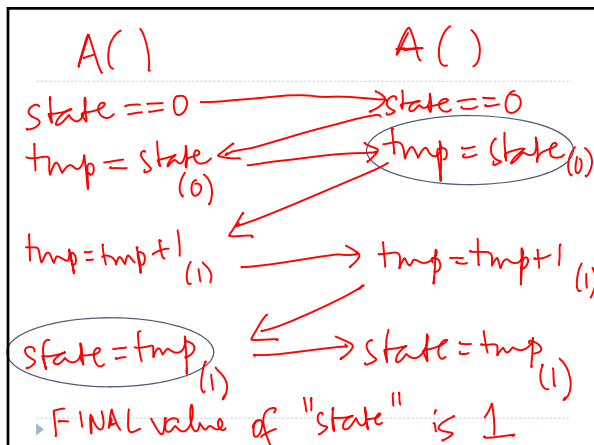 A() A()
state ==0 state ==0
tmp = state (0) tmp = state (0)
tmp=tmp+1 (1) tmp=tmp+1 (1)
state=tmp (1) state=tmp (1)
FINAL value of "state" is 1